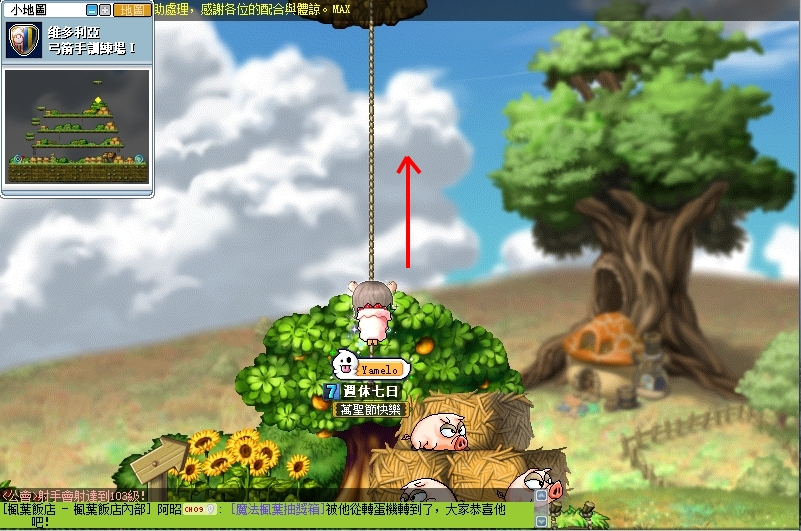 小地圖 地圖 助處理，感謝各位的配合與體諒。MAX
維多利亞
弓箭手訓練場 I
Yamelo
週休七日
萬聖節快樂
<公會>射手會射達到103級!
[楓葉飯店 - 楓葉飯店內部] 阿昭 CH09 : [魔法楓葉抽獎箱]被他從轉蛋機轉到了，大家恭喜他
吧!